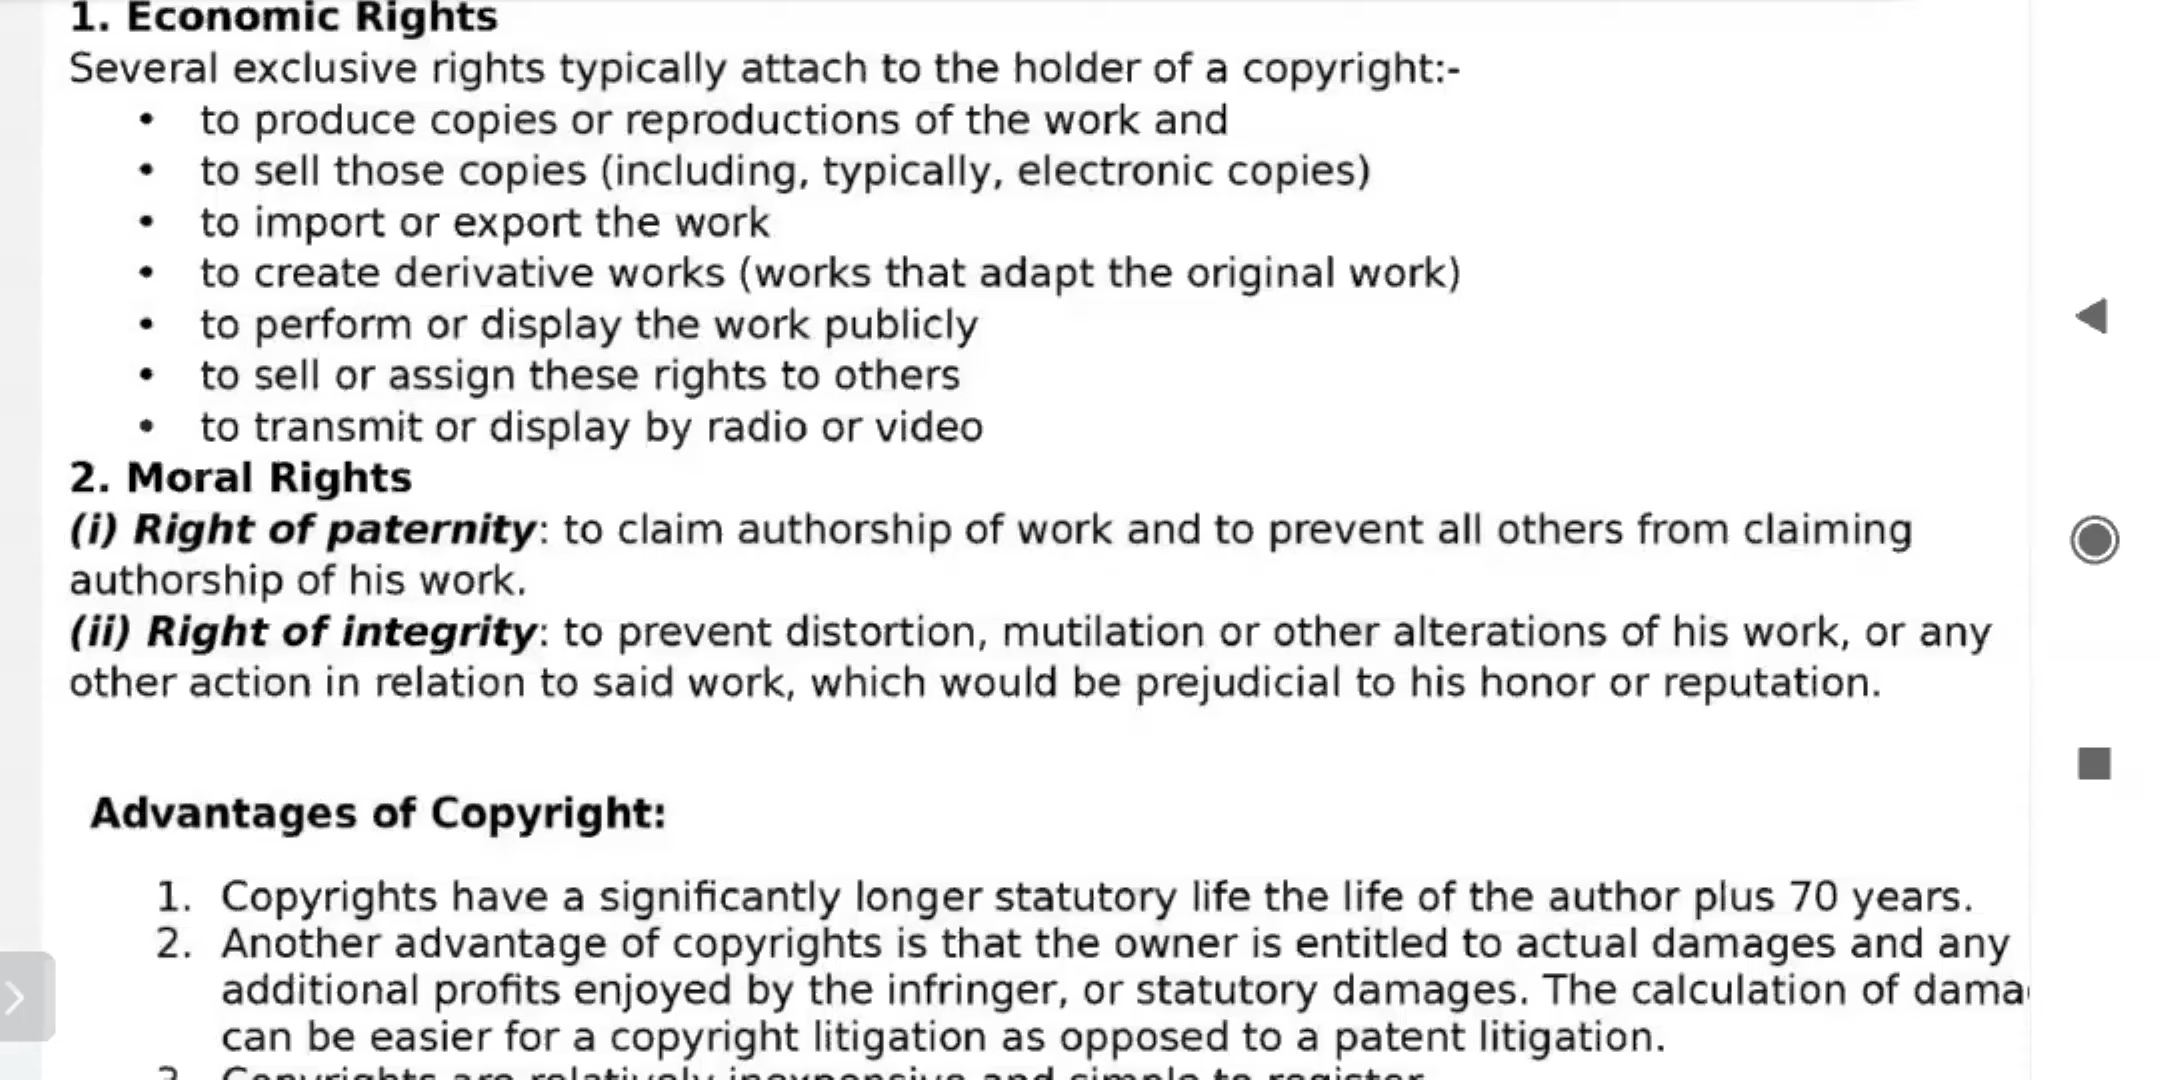 1. Economic Rights
Several exclusive rights typically attach to the holder of a copyright:-
• to produce copies or reproductions of the work and
• to sell those copies (including, typically, electronic copies)
• to import or export the work
• to create derivative works (works that adapt the original work)
• to perform or display the work publicly
• to sell or assign these rights to others
• to transmit or display by radio or video
2. Moral Rights
(i) Right of paternity: to claim authorship of work and to prevent all others from claiming
authorship of his work.
(ii) Right of integrity: to prevent distortion, mutilation or other alterations of his work, or any
other action in relation to said work, which would be prejudicial to his honor or reputation.
Advantages of Copyright:
1. Copyrights have a significantly longer statutory life the life of the author plus 70 years.
2. Another advantage of copyrights is that the owner is entitled to actual damages and any
additional profits enjoyed by the infringer, or statutory damages. The calculation of dama
can be easier for a copyright litigation as opposed to a patent litigation.
3. Copyrights are relatively inexpensive and simple to register